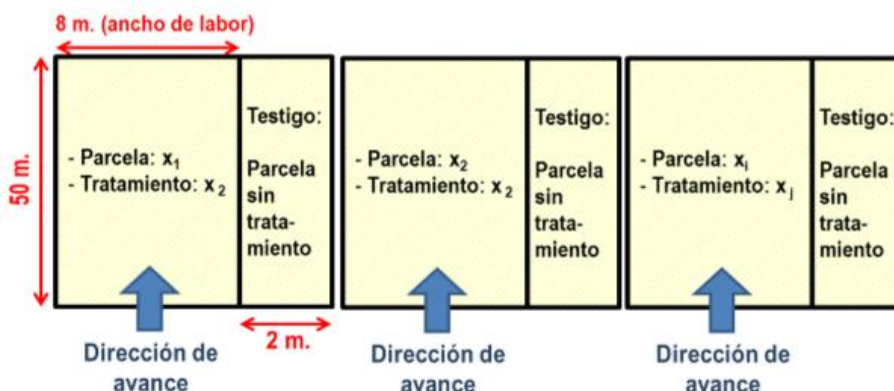 8 m. (ancho de labor)
50 m.
- Parcela: x₁
- Tratamiento: x₂
Testigo:
Parcela
sin
trata-
miento
- Parcela: x₂
- Tratamiento: x₂
Testigo:
Parcela
sin
trata-
miento
- Parcela: xᵢ
- Tratamiento: xⱼ
Testigo:
Parcela
sin
trata-
miento
2 m.
Dirección de
avance
Dirección de
avance
Dirección de
avance